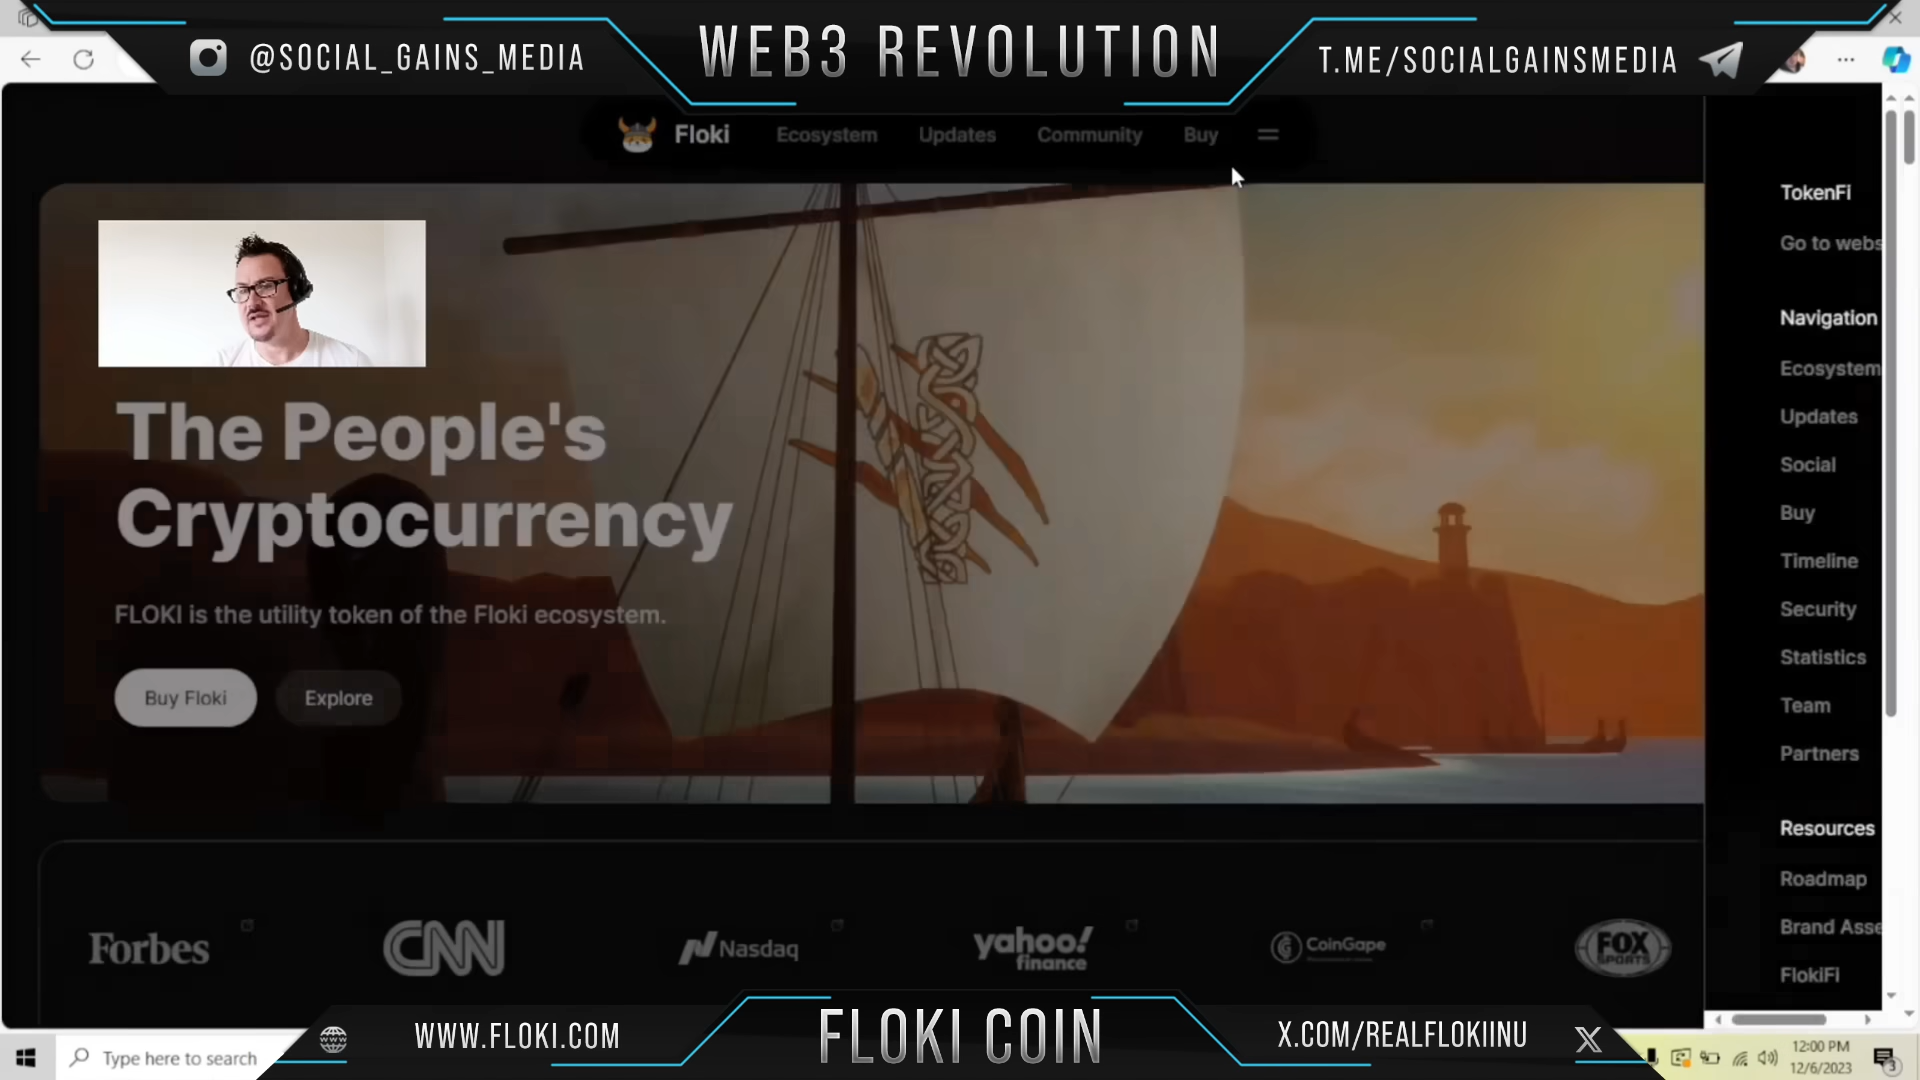 @SOCIAL_GAINS_MEDIA
WEB3 REVOLUTION
T.ME/SOCIALGAINSMEDIA
Floki
Ecosystem
Updates
Community
Buy
The People's
Cryptocurrency
FLOKI is the utility token of the Floki ecosystem.
Buy Floki
Explore
TokenFi
Go to webs
Navigation
Ecosystem
Updates
Social
Buy
Timeline
Security
Statistics
Team
Partners
Resources
Roadmap
Brand Asse
FlokiFi
Forbes
CNN
Nasdaq
yahoo!
finance
CoinGape
FOX
SPORTS
WWW.FLOKI.COM
FLOKI COIN
X.COM/REALFLOKIINU
Type here to search
12:00 PM
12/6/2023
3